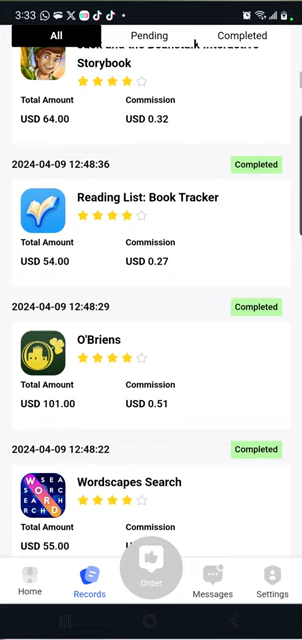 3:33
All Pending Completed
Jack and the Beanstalk Interactive
Storybook
Total Amount Commission
USD 64.00 USD 0.32
2024-04-09 12:48:36 Completed
Reading List: Book Tracker
Total Amount Commission
USD 54.00 USD 0.27
2024-04-09 12:48:29 Completed
O'Briens
Total Amount Commission
USD 101.00 USD 0.51
2024-04-09 12:48:22 Completed
WORD
Wordscapes Search
Total Amount Commission
USD 55.00
Order
Home Records Messages Settings